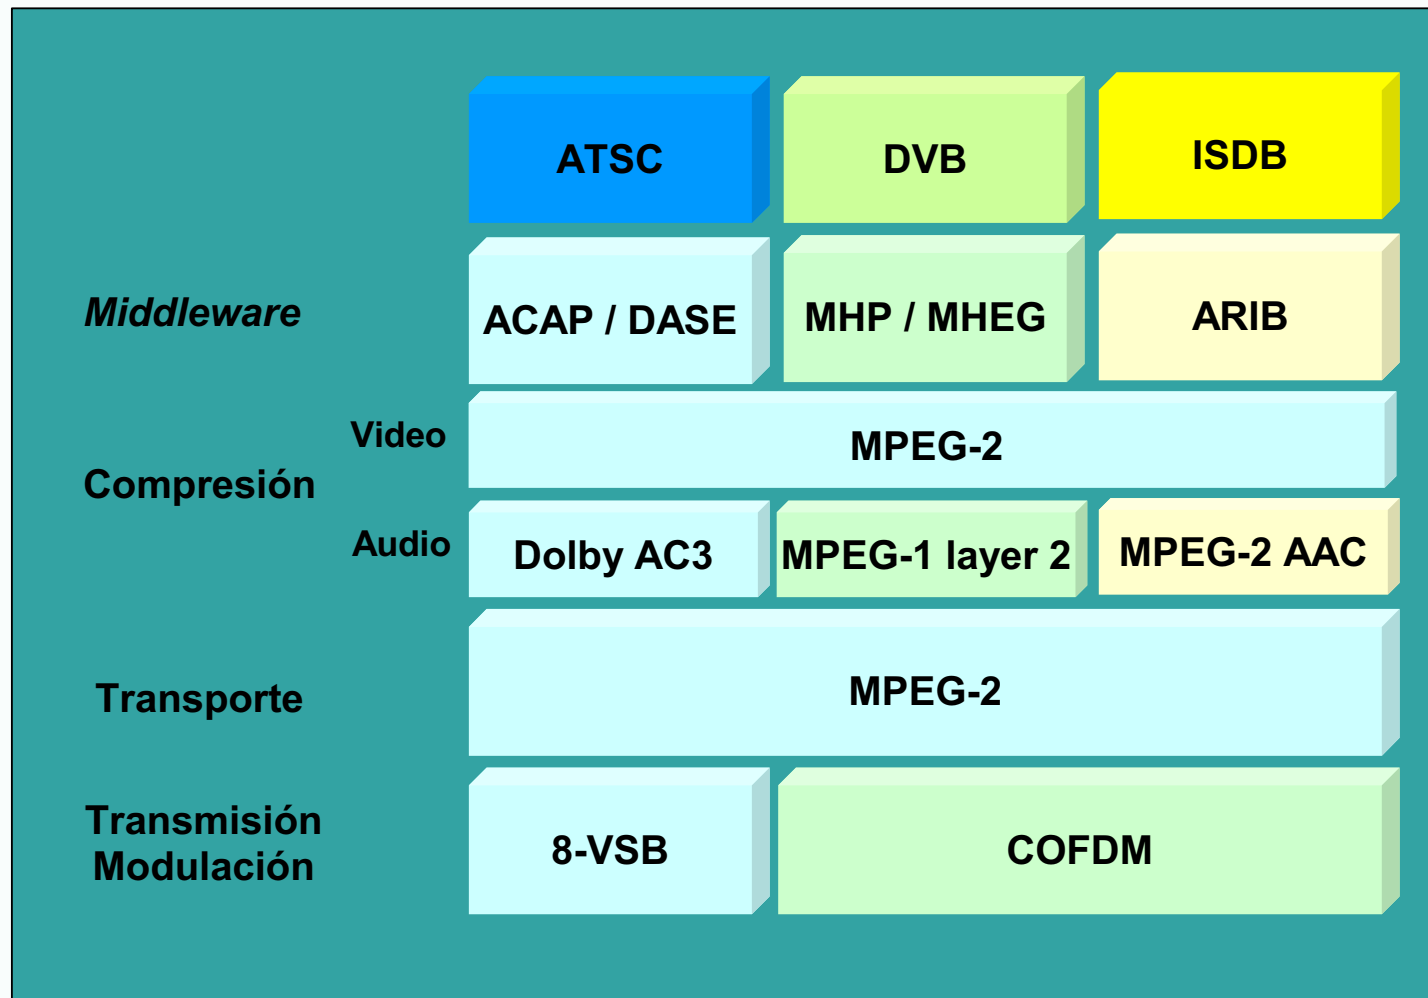 ATSC DVB ISDB
Middleware ACAP / DASE MHP / MHEG ARIB
Video MPEG-2
Compresión
Audio Dolby AC3 MPEG-1 layer 2 MPEG-2 AAC
Transporte MPEG-2
Transmisión
Modulación 8-VSB COFDM